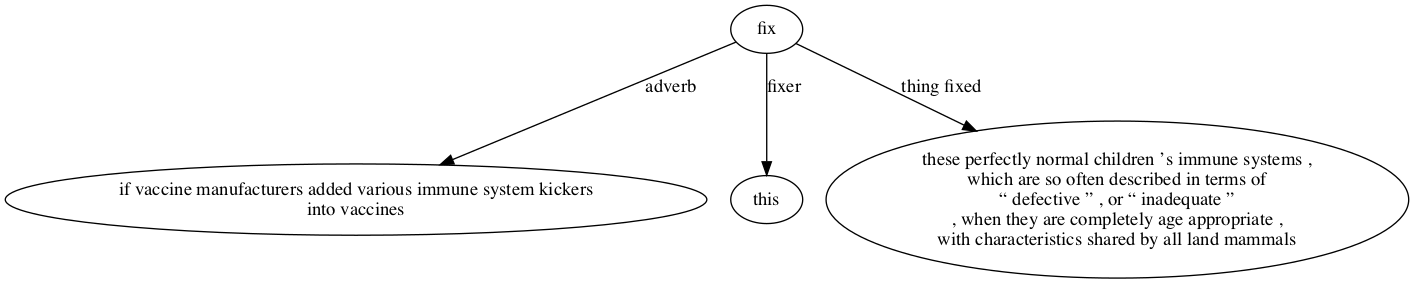 fix
adverb
fixer
thing fixed
if vaccine manufacturers added various immune system kickers
into vaccines
this
these perfectly normal children ’s immune systems ,
which are so often described in terms of
“ defective ” , or “ inadequate ”
, when they are completely age appropriate ,
with characteristics shared by all land mammals